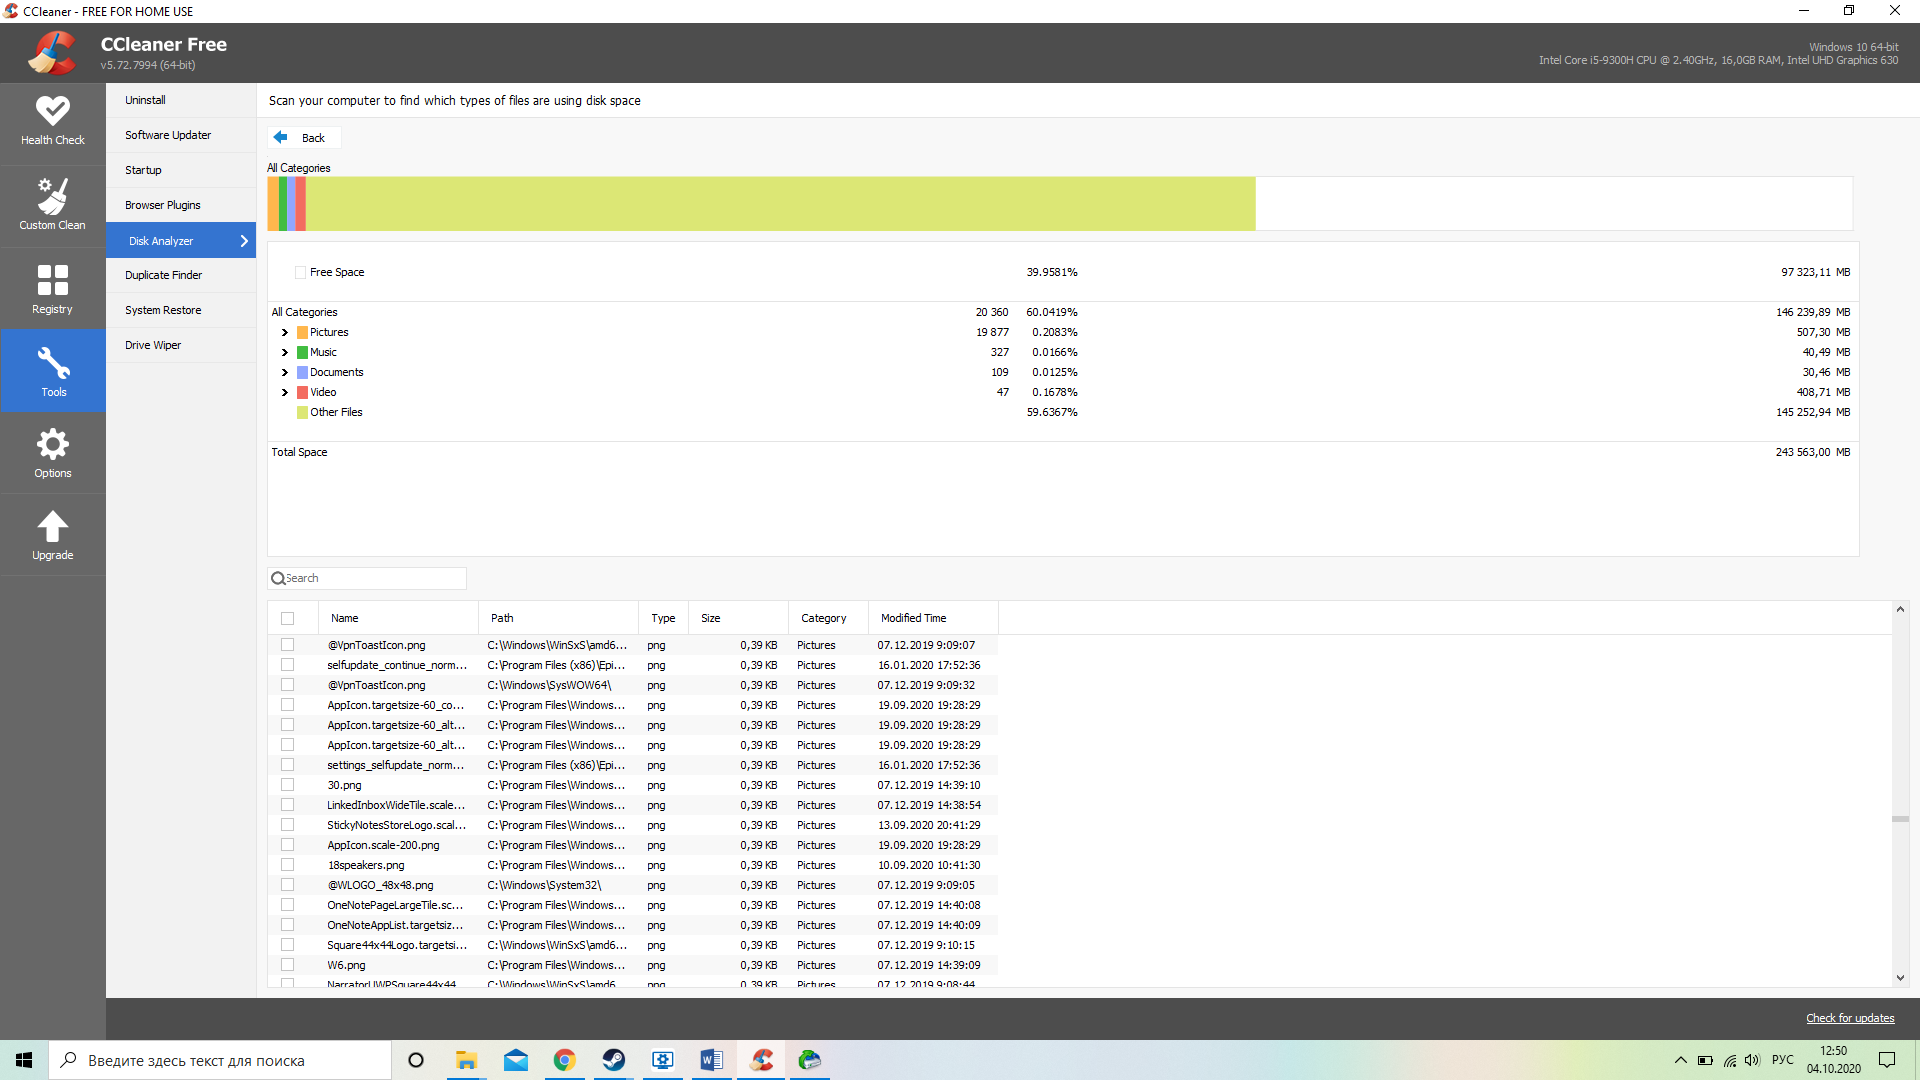 CCleaner - FREE FOR HOME USE
CCleaner Free
v5.72.7994 (64-bit)
Windows 10 64-bit
Intel Core i5-9300H CPU @ 2.40GHz, 16,0GB RAM, Intel UHD Graphics 630
Health Check
Custom Clean
Registry
Tools
Options
Upgrade
Uninstall
Software Updater
Startup
Browser Plugins
Disk Analyzer
Duplicate Finder
System Restore
Drive Wiper
Scan your computer to find which types of files are using disk space
Back
All Categories
Free Space 39.9581% 97 323,11 MB
All Categories 20 360 60.0419% 146 239,89 MB
Pictures 19 877 0.2083% 507,30 MB
Music 327 0.0166% 40,49 MB
Documents 109 0.0125% 30,46 MB
Video 47 0.1678% 408,71 MB
Other Files 59.6367% 145 252,94 MB
Total Space 243 563,00 MB
Search
Name Path Type Size Category Modified Time
@VpnToastIcon.png C:\Windows\WinSxS\amd6... png 0,39 KB Pictures 07.12.2019 9:09:07
selfupdate_continue_norm... C:\Program Files (x86)\Epi... png 0,39 KB Pictures 16.01.2020 17:52:36
@VpnToastIcon.png C:\Windows\SysWOW64\ png 0,39 KB Pictures 07.12.2019 9:09:32
AppIcon.targetsize-60_co... C:\Program Files\Windows... png 0,39 KB Pictures 19.09.2020 19:28:29
AppIcon.targetsize-60_alt... C:\Program Files\Windows... png 0,39 KB Pictures 19.09.2020 19:28:29
AppIcon.targetsize-60_alt... C:\Program Files\Windows... png 0,39 KB Pictures 19.09.2020 19:28:29
settings_selfupdate_norm... C:\Program Files (x86)\Epi... png 0,39 KB Pictures 16.01.2020 17:52:36
30.png C:\Program Files\Windows... png 0,39 KB Pictures 07.12.2019 14:39:10
LinkedInboxWideTile.scale... C:\Program Files\Windows... png 0,39 KB Pictures 07.12.2019 14:38:54
StickyNotesStoreLogo.scal... C:\Program Files\Windows... png 0,39 KB Pictures 13.09.2020 20:41:29
AppIcon.scale-200.png C:\Program Files\Windows... png 0,39 KB Pictures 19.09.2020 19:28:29
18speakers.png C:\Program Files\Windows... png 0,39 KB Pictures 10.09.2020 10:41:30
@WLOGO_48x48.png C:\Windows\System32\ png 0,39 KB Pictures 07.12.2019 9:09:05
OneNotePageLargeTile.sc... C:\Program Files\Windows... png 0,39 KB Pictures 07.12.2019 14:40:08
OneNoteAppList.targetsiz... C:\Program Files\Windows... png 0,39 KB Pictures 07.12.2019 14:40:09
Square44x44Logo.targetsi... C:\Windows\WinSxS\amd6... png 0,39 KB Pictures 07.12.2019 9:10:15
W6.png C:\Program Files\Windows... png 0,39 KB Pictures 07.12.2019 14:39:09
NarratorUWPSquare44x44... C:\Windows\WinSxS\amd6... png 0,39 KB Pictures 07.12.2019 9:08:44
Check for updates
Введите здесь текст для поиска
РУС
12:50
04.10.2020